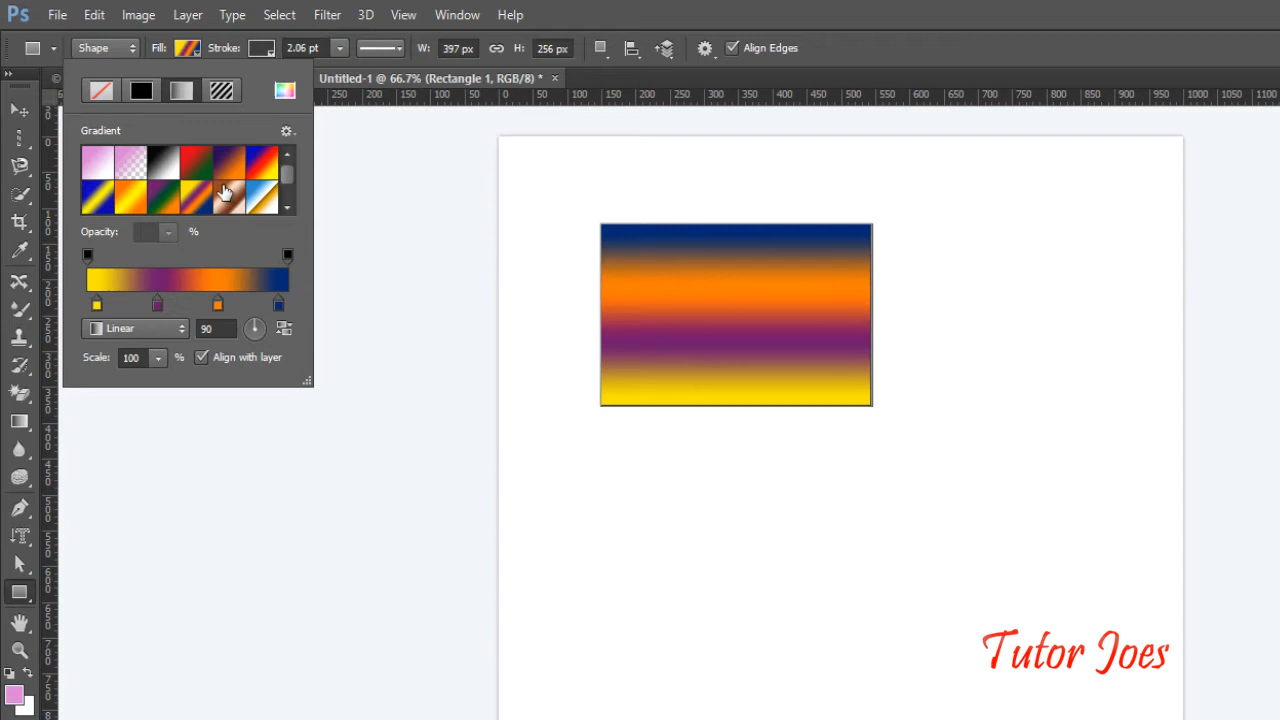 Ps File Edit Image Layer Type Select Filter 3D View Window Help
Shape Fill: Stroke: 2.06 pt W: 397 px H: 256 px Align Edges
Untitled-1 @ 66.7% (Rectangle 1, RGB/8) * ×
250 200 150 100 50 0 50 100 150 200 250 300 350 400 450 500 550 600 650 700 750 800 850 900 950 1000 1050 1100
Gradient
Opacity: %
Linear 90
Scale: 100 % Align with layer
Tutor Joes